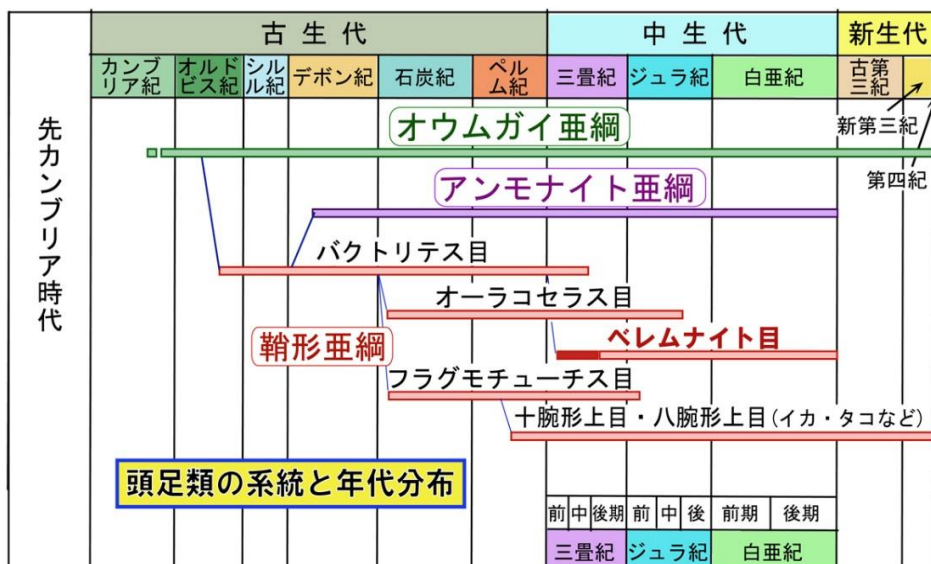 古生代
中生代
新生代
カンブ
リア紀
オルド
ビス紀
シル
ル紀
デボン紀
石炭紀
ペル
ム紀
三畳紀
ジュラ紀
白亜紀
古第
三紀
新第三紀
第四紀
先カンブリア時代
オウムガイ亜綱
アンモナイト亜綱
バクトリテス目
オーラコセラス目
鞘形亜綱
ベレムナイト目
フラグモチューチス目
十腕形上目・八腕形上目(イカ・タコなど)
頭足類の系統と年代分布
前 中 後期 前 中 後 前期 後期
三畳紀 ジュラ紀 白亜紀